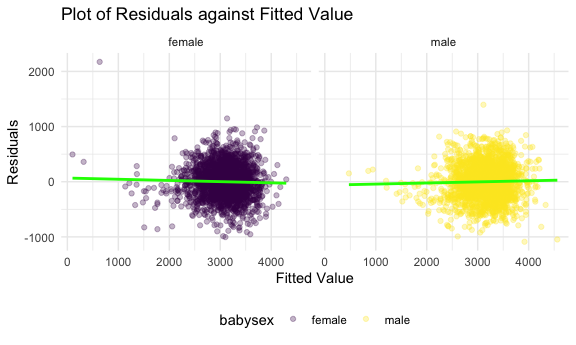 Plot of Residuals against Fitted Value
female male
2000
1000
0
-1000
Residuals
0 1000 2000 3000 4000 0 1000 2000 3000 4000
Fitted Value
babysex female male